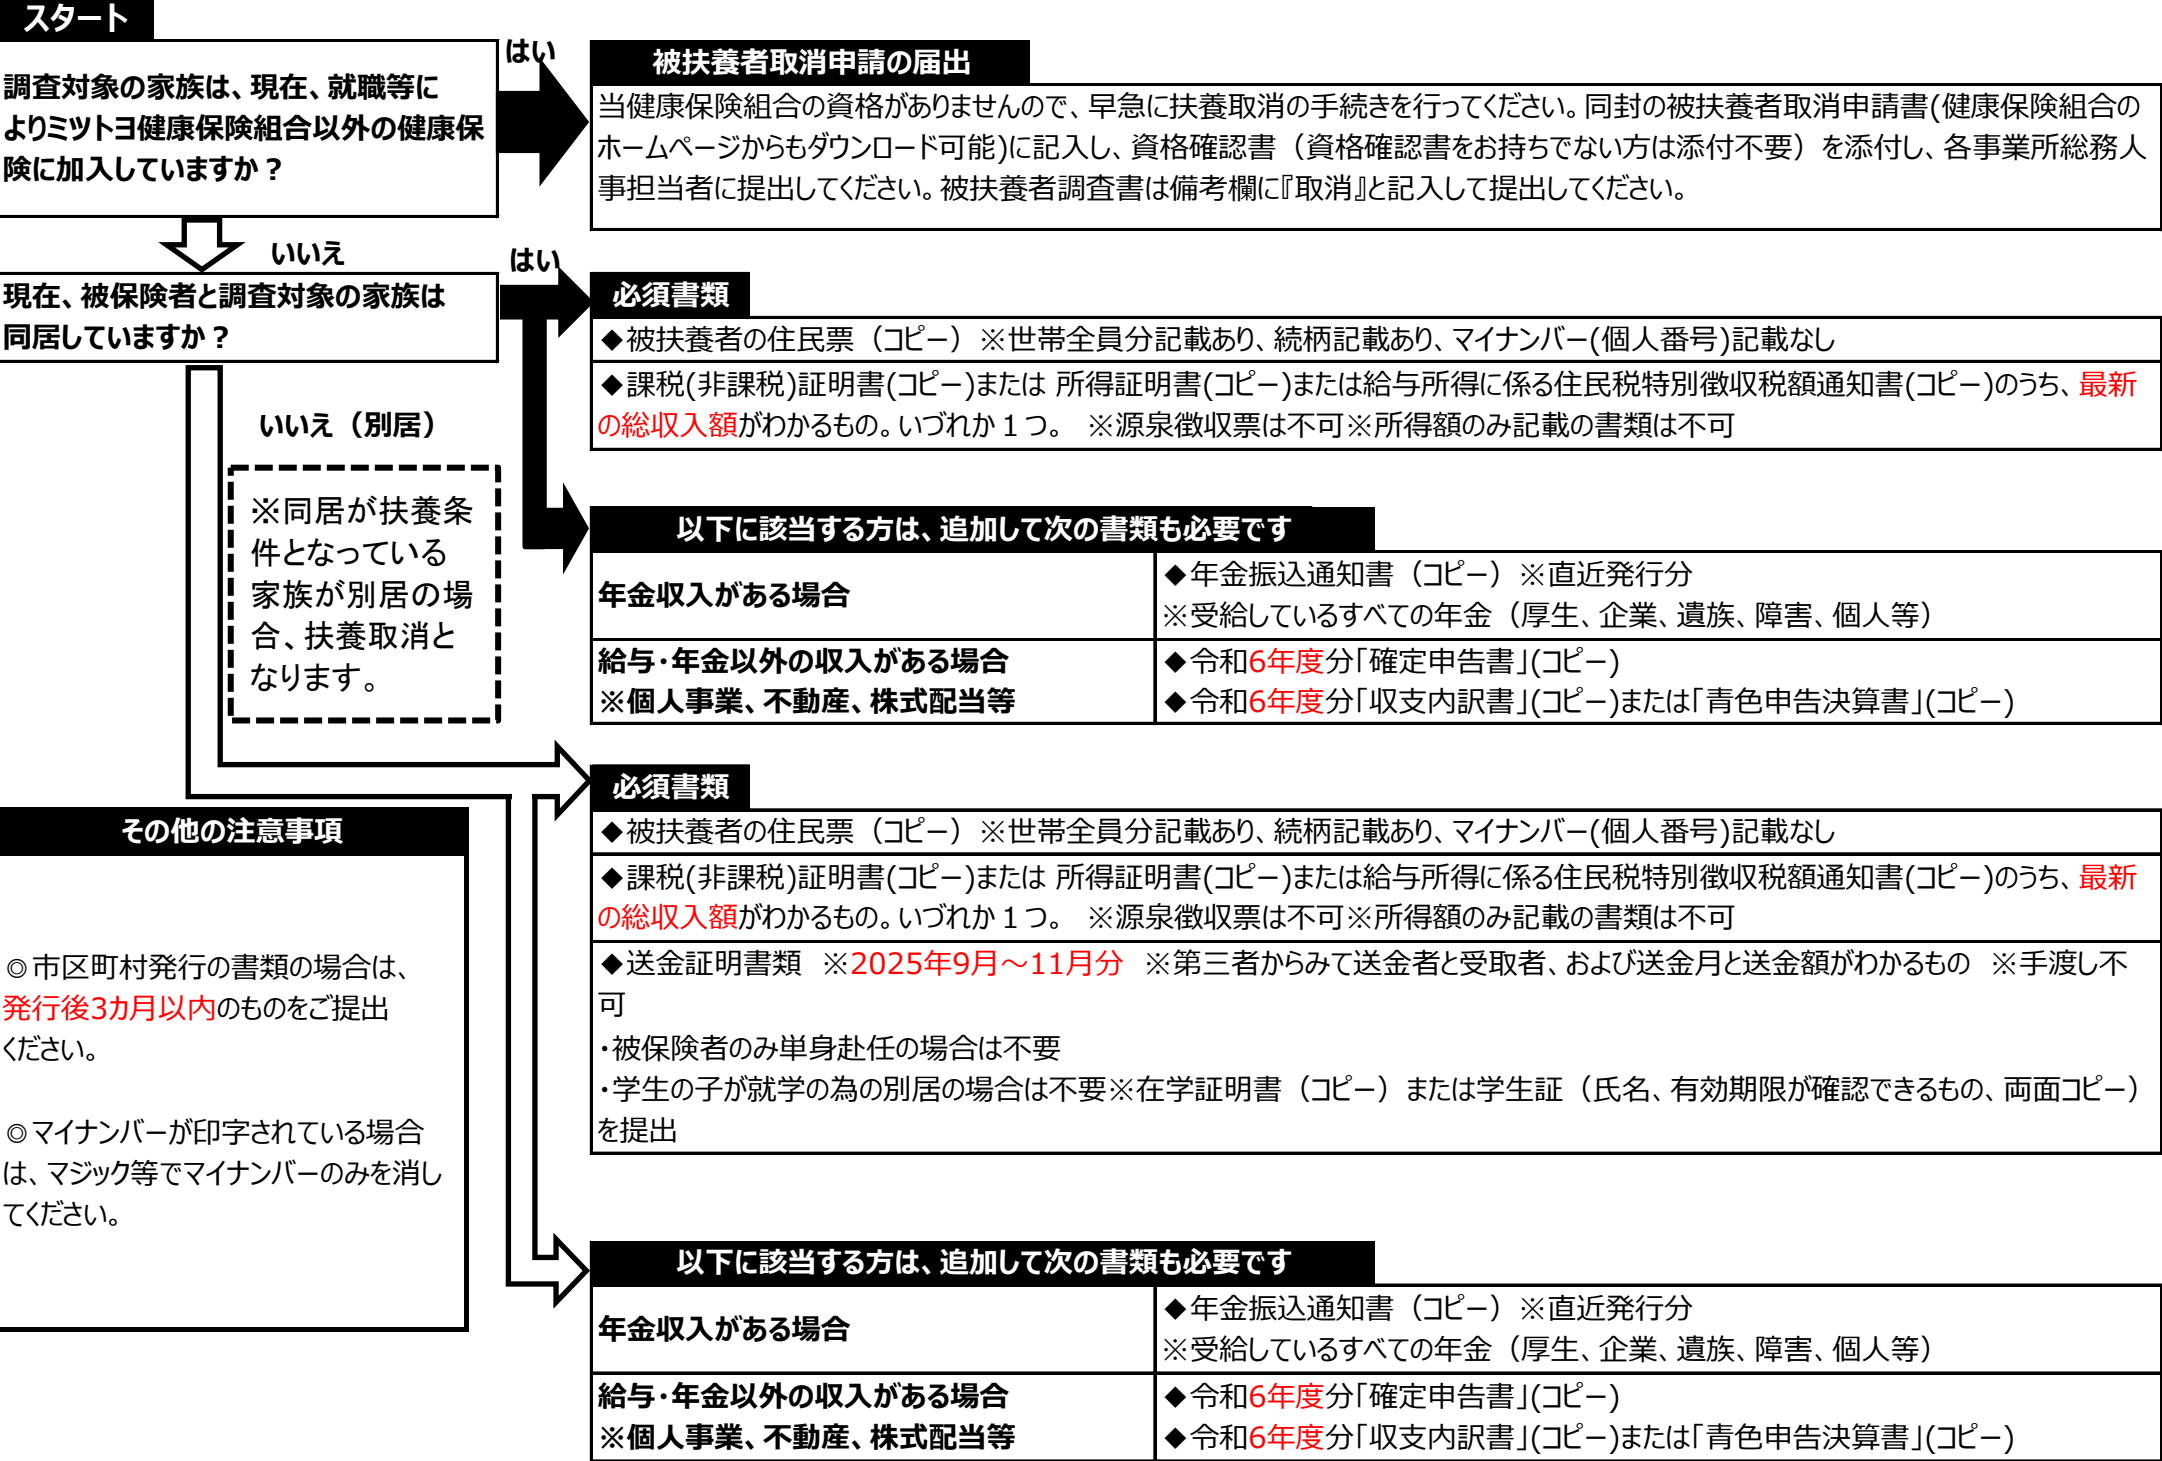 スタート
調査対象の家族は、現在、就職等に
よりミツトヨ健康保険組合以外の健康保
険に加入していますか？
はい
被扶養者取消申請の届出
当健康保険組合の資格がありませんので、早急に扶養取消の手続きを行ってください。同封の被扶養者取消申請書(健康保険組合の
ホームページからもダウンロード可能)に記入し、資格確認書（資格確認書をお持ちでない方は添付不要）を添付し、各事業所総務人
事担当者に提出してください。被扶養者調査書は備考欄に『取消』と記入して提出してください。
いいえ
現在、被保険者と調査対象の家族は
同居していますか？
はい
必須書類
◆被扶養者の住民票（コピー）※世帯全員分記載あり、続柄記載あり、マイナンバー(個人番号)記載なし
◆課税(非課税)証明書(コピー)または 所得証明書(コピー)または給与所得に係る住民税特別徴収税額通知書(コピー)のうち、最新
の総収入額がわかるもの。いづれか１つ。 ※源泉徴収票は不可※所得額のみ記載の書類は不可
いいえ（別居）
※同居が扶養条
件となっている
家族が別居の場
合、扶養取消と
なります。
以下に該当する方は、追加して次の書類も必要です
年金収入がある場合
◆年金振込通知書（コピー）※直近発行分
※受給しているすべての年金（厚生、企業、遺族、障害、個人等）
給与・年金以外の収入がある場合
※個人事業、不動産、株式配当等
◆令和6年度分「確定申告書」(コピー)
◆令和6年度分「収支内訳書」(コピー)または「青色申告決算書」(コピー)
必須書類
◆被扶養者の住民票（コピー）※世帯全員分記載あり、続柄記載あり、マイナンバー(個人番号)記載なし
◆課税(非課税)証明書(コピー)または 所得証明書(コピー)または給与所得に係る住民税特別徴収税額通知書(コピー)のうち、最新
の総収入額がわかるもの。いづれか１つ。 ※源泉徴収票は不可※所得額のみ記載の書類は不可
◆送金証明書類 ※2025年9月～11月分 ※第三者からみて送金者と受取者、および送金月と送金額がわかるもの ※手渡し不
可
・被保険者のみ単身赴任の場合は不要
・学生の子が就学の為の別居の場合は不要※在学証明書（コピー）または学生証（氏名、有効期限が確認できるもの、両面コピー）
を提出
その他の注意事項
◎市区町村発行の書類の場合は、
発行後3カ月以内のものをご提出
ください。
◎マイナンバーが印字されている場合
は、マジック等でマイナンバーのみを消し
てください。
以下に該当する方は、追加して次の書類も必要です
年金収入がある場合
◆年金振込通知書（コピー）※直近発行分
※受給しているすべての年金（厚生、企業、遺族、障害、個人等）
給与・年金以外の収入がある場合
※個人事業、不動産、株式配当等
◆令和6年度分「確定申告書」(コピー)
◆令和6年度分「収支内訳書」(コピー)または「青色申告決算書」(コピー)